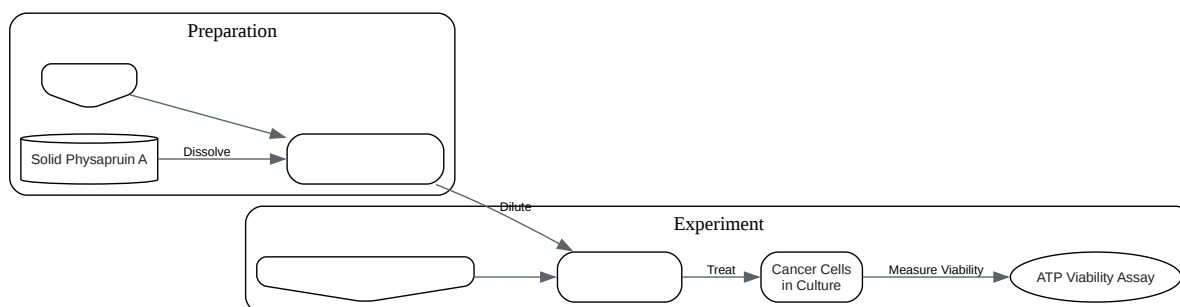 Preparation
Solid Physapruin A
Dissolve
Dilute
Experiment
Treat
Cancer Cells
in Culture
Measure Viability
ATP Viability Assay